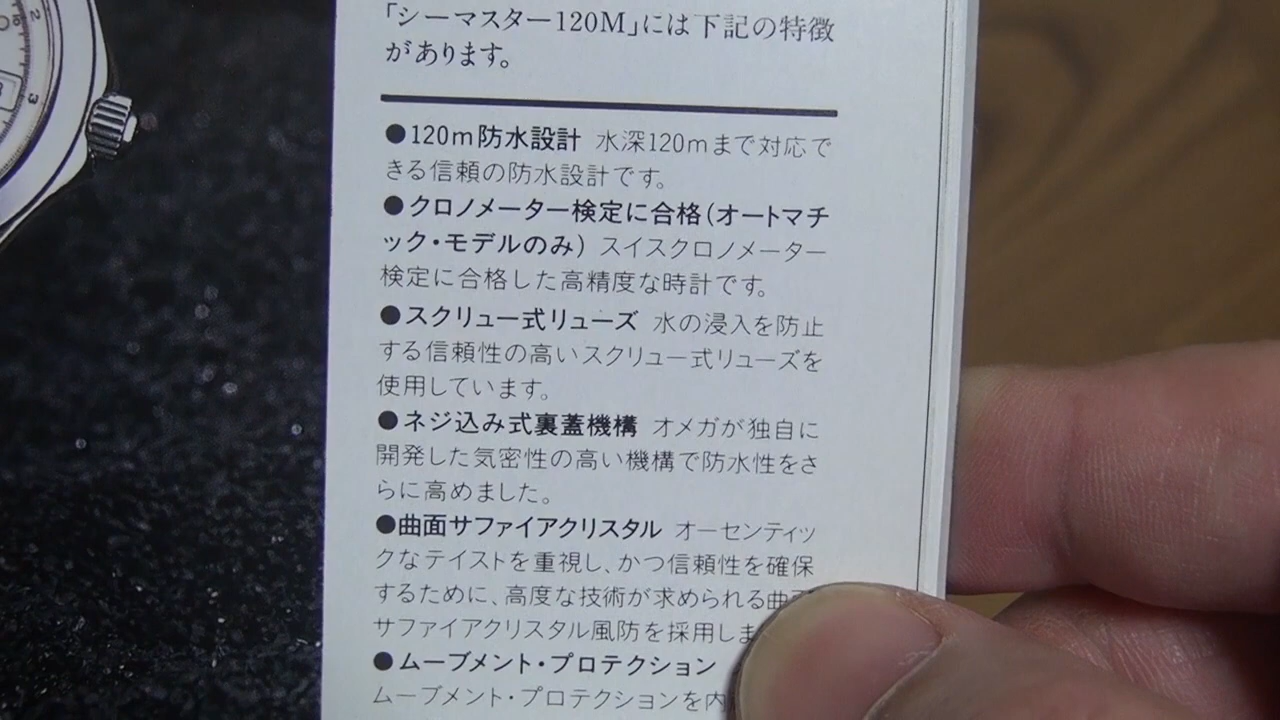 「シーマスター120M」には下記の特徴
があります。
●120m防水設計 水深120mまで対応で
きる信頼の防水設計です。
●クロノメーター検定に合格(オートマチ
ック・モデルのみ) スイスクロノメーター
検定に合格した高精度な時計です。
●スクリュー式リューズ 水の浸入を防止
する信頼性の高いスクリュー式リューズを
使用しています。
●ネジ込み式裏蓋機構 オメガが独自に
開発した気密性の高い機構で防水性をさ
らに高めました。
●曲面サファイアクリスタル オーセンティッ
クなテイストを重視し、かつ信頼性を確保
するために、高度な技術が求められる曲
サファイアクリスタル風防を採用しま
●ムーブメント・プロテクション
ムーブメント・プロテクションを内
2
3